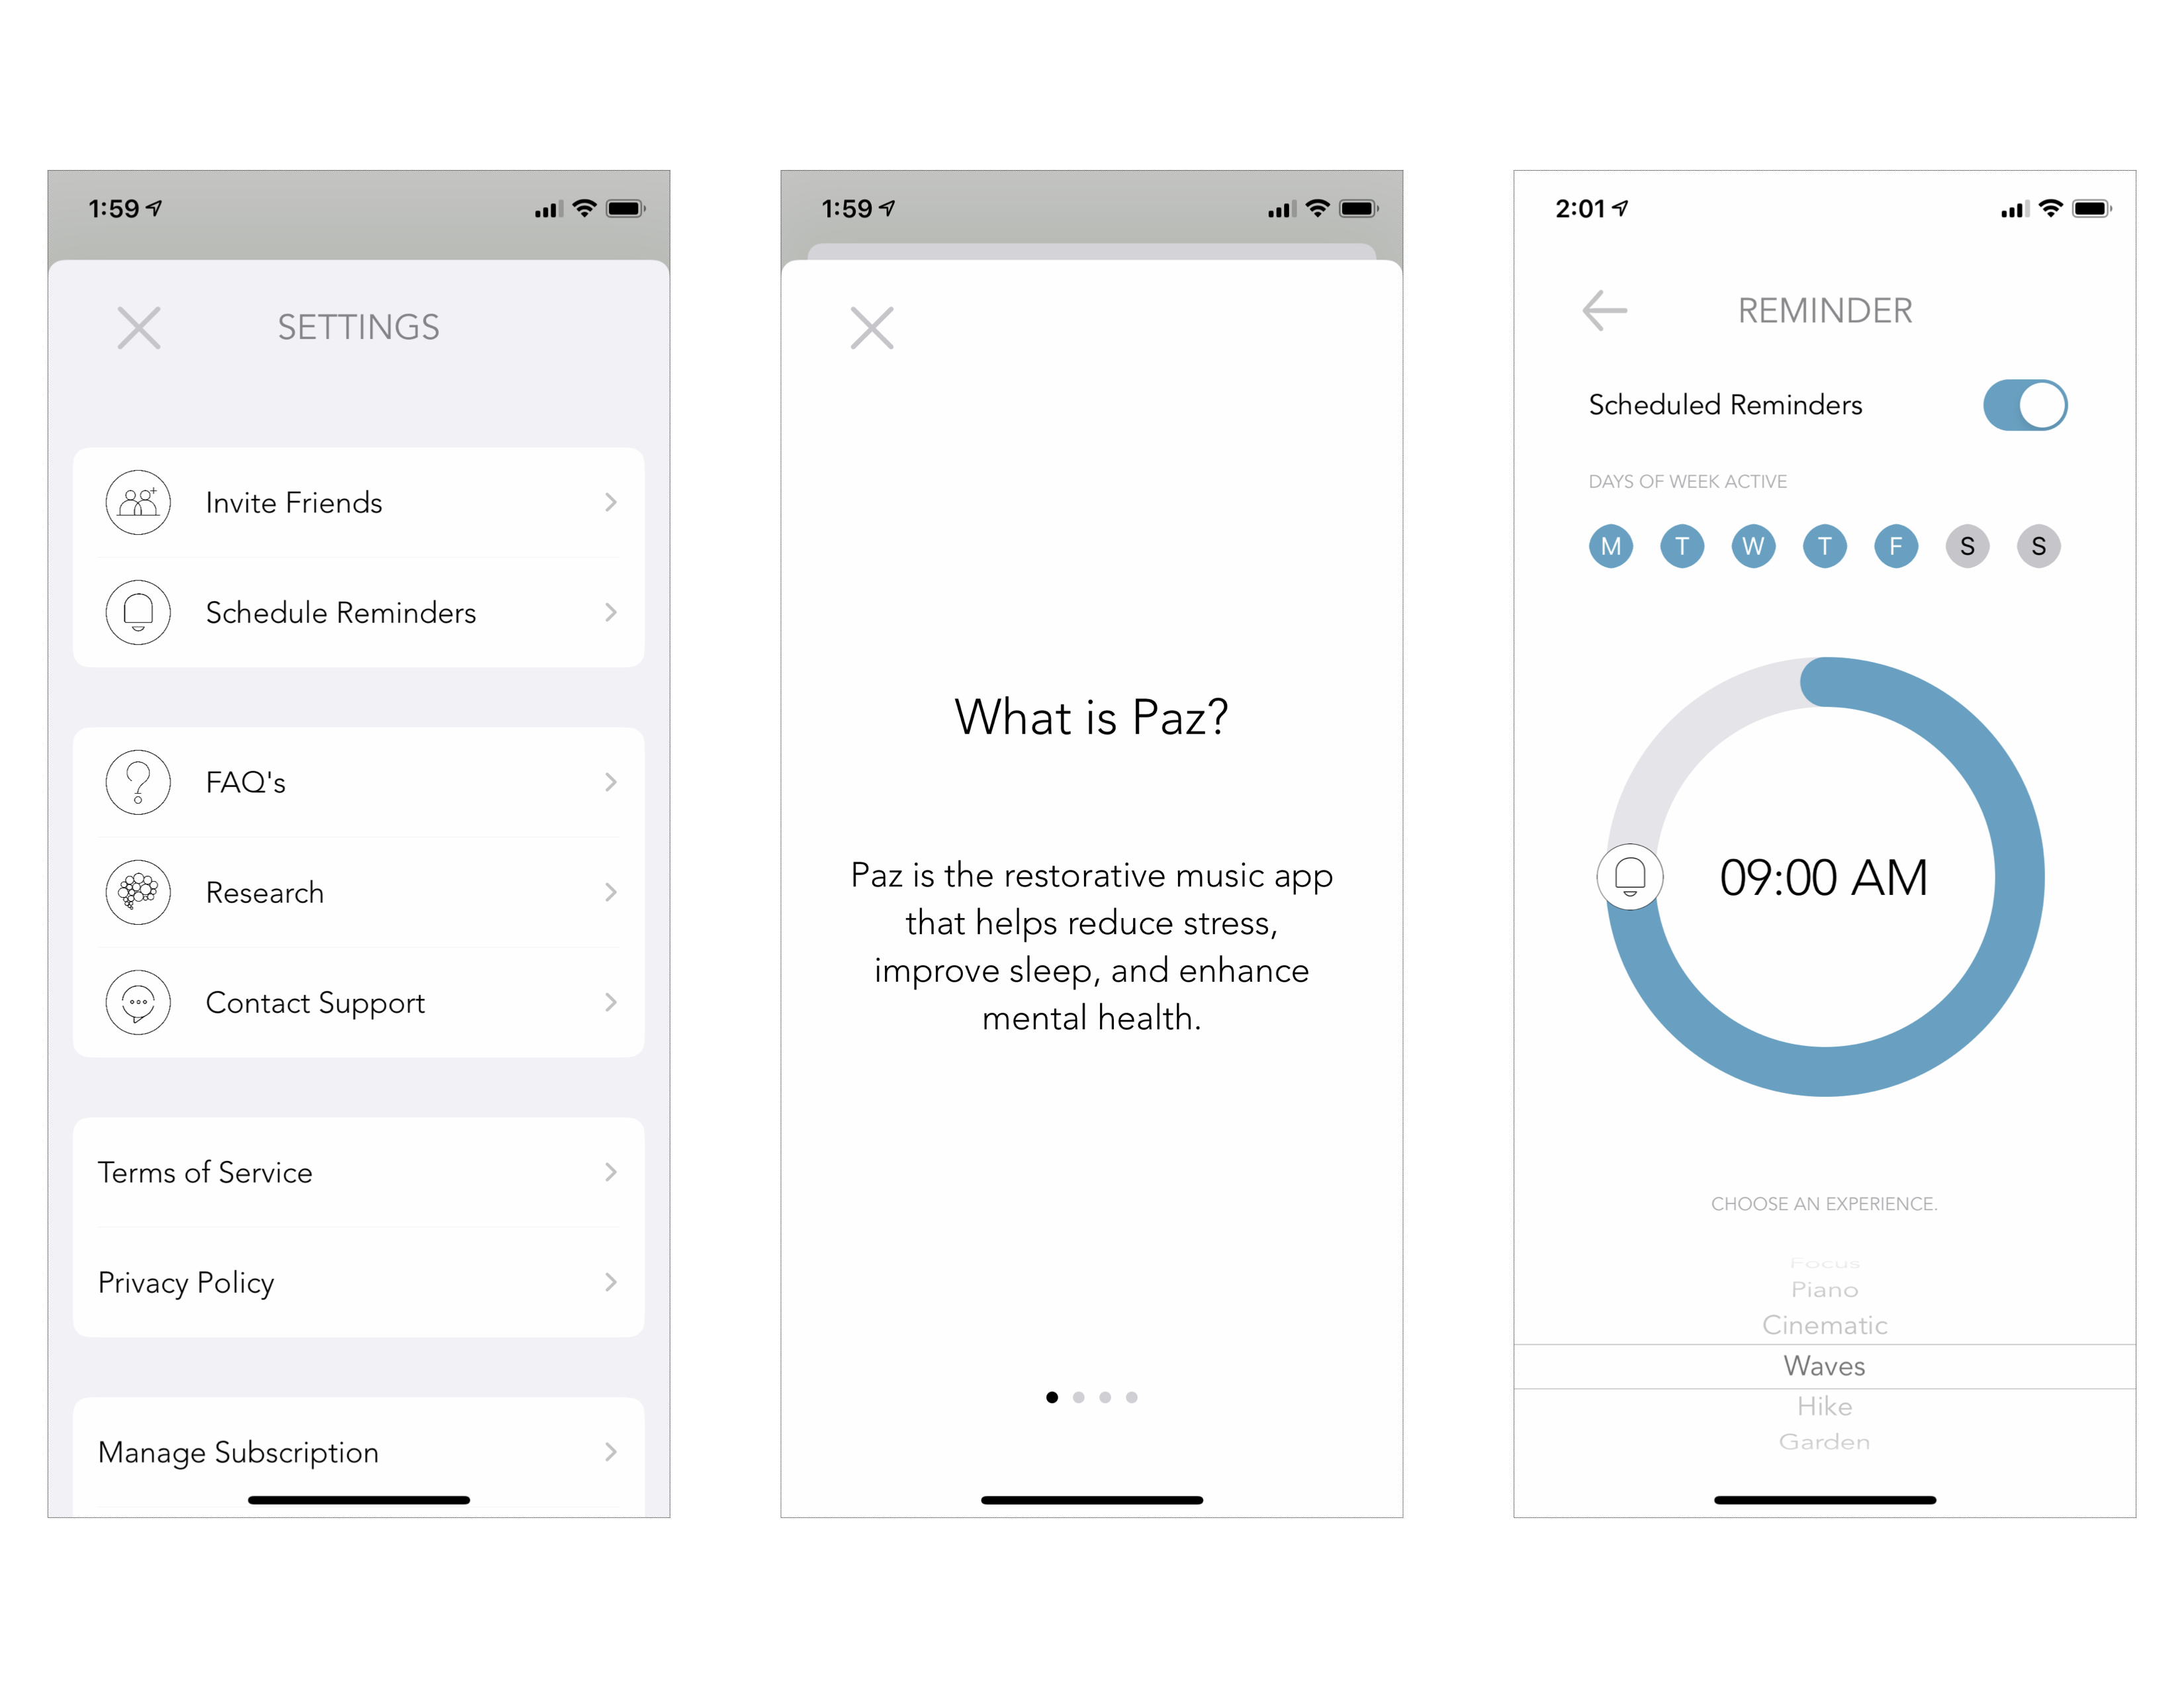 1:59
SETTINGS
Invite Friends
Schedule Reminders
FAQ's
Research
Contact Support
Terms of Service
Privacy Policy
Manage Subscription
1:59
What is Paz?
Paz is the restorative music app
that helps reduce stress,
improve sleep, and enhance
mental health.
2:01
REMINDER
Scheduled Reminders
DAYS OF WEEK ACTIVE
M T W T F S S
09:00 AM
CHOOSE AN EXPERIENCE.
Focus
Piano
Cinematic
Waves
Hike
Garden